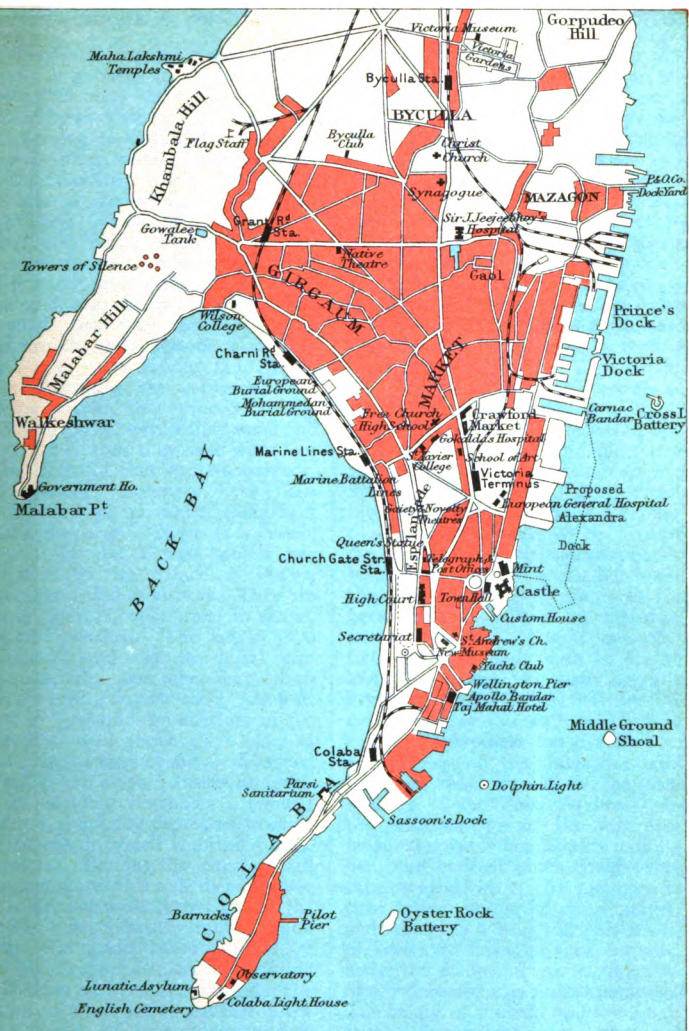 Victoria Museum
Gorpudeo
Hill
Maha Lakshmi
Temples
Victoria
Gardens
Byculla Sta.
Khambala Hill
BYCULLA
Flag Staff
Byculla
Club
Christ
Church
Synagogue
MAZAGON
P.&O.Co.
Dock Yard
Gowalee
Tank
Grant Rd
Sta.
Sir J. Jeejeebhoy's
Hospital
Native
Theatre
Towers of Silence
GIRGAUM
Gaol
Malabar Hill
Wilson
College
Prince's
Dock
Charni Rd
Sta.
MARKET
Victoria
Dock
European
Burial Ground
Mohammedan
Burial Ground
Free Church
High School
Crawford
Market
Carnac
Bandar
Cross I.
Battery
Walkeshwar
Gokaldas Hospital
Marine Lines Sta.
St. Xavier
College
School of Art
Victoria
Terminus
Government Ho.
Malabar Pt
Marine Battalion
Lines
European General Hospital
Proposed
Alexandra
Dock
Gaiety & Novelty
Theatres
Esplanade
BACK BAY
Queen's Statue
Church Gate Str.
Sta.
Telegraph &
Post Offices
Mint
Castle
High Court
Town Hall
Custom House
Secretariat
St. Andrew's Ch.
New Museum
Yacht Club
Wellington Pier
Apollo Bandar
Taj Mahal Hotel
Middle Ground
Shoal
Colaba
Sta.
Parsi
Sanitarium
Dolphin Light
COLABA
Sassoon's Dock
Barracks
Pilot
Pier
Oyster Rock
Battery
Observatory
Lunatic Asylum
English Cemetery
Colaba Light House